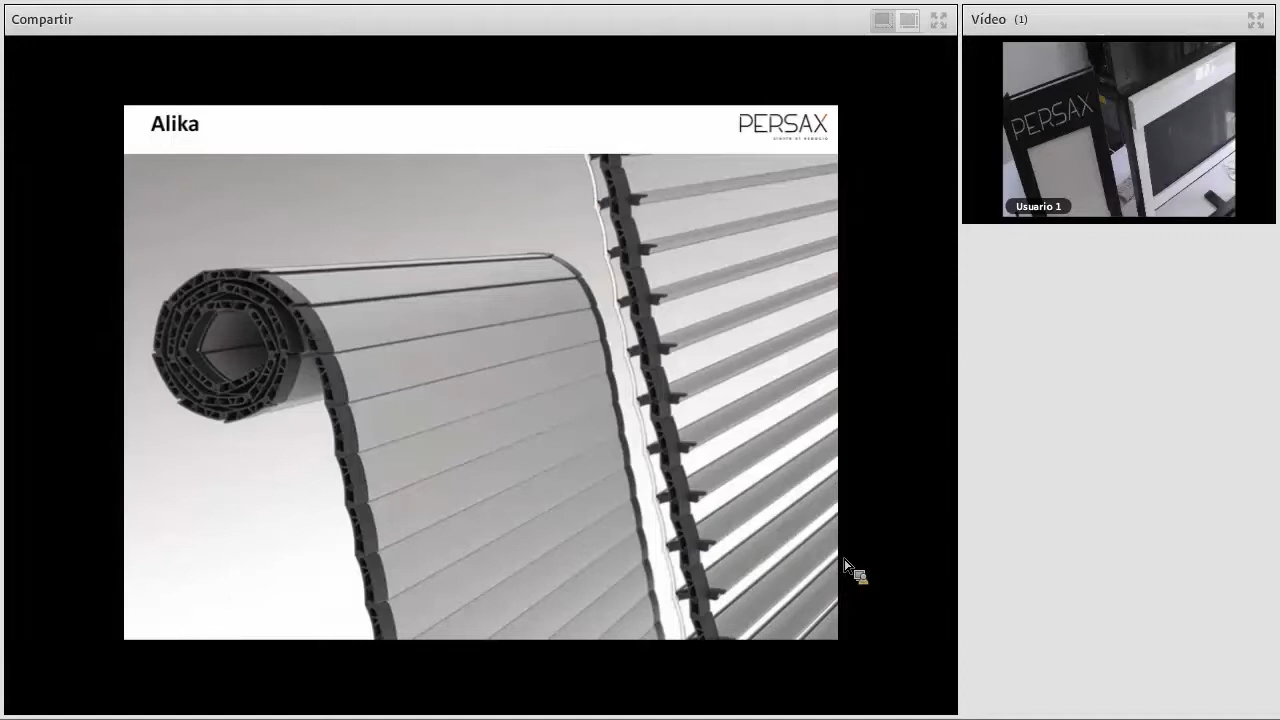 Compartir
Vídeo (1)
Alika
PERSAX
PERSAX
Usuario 1